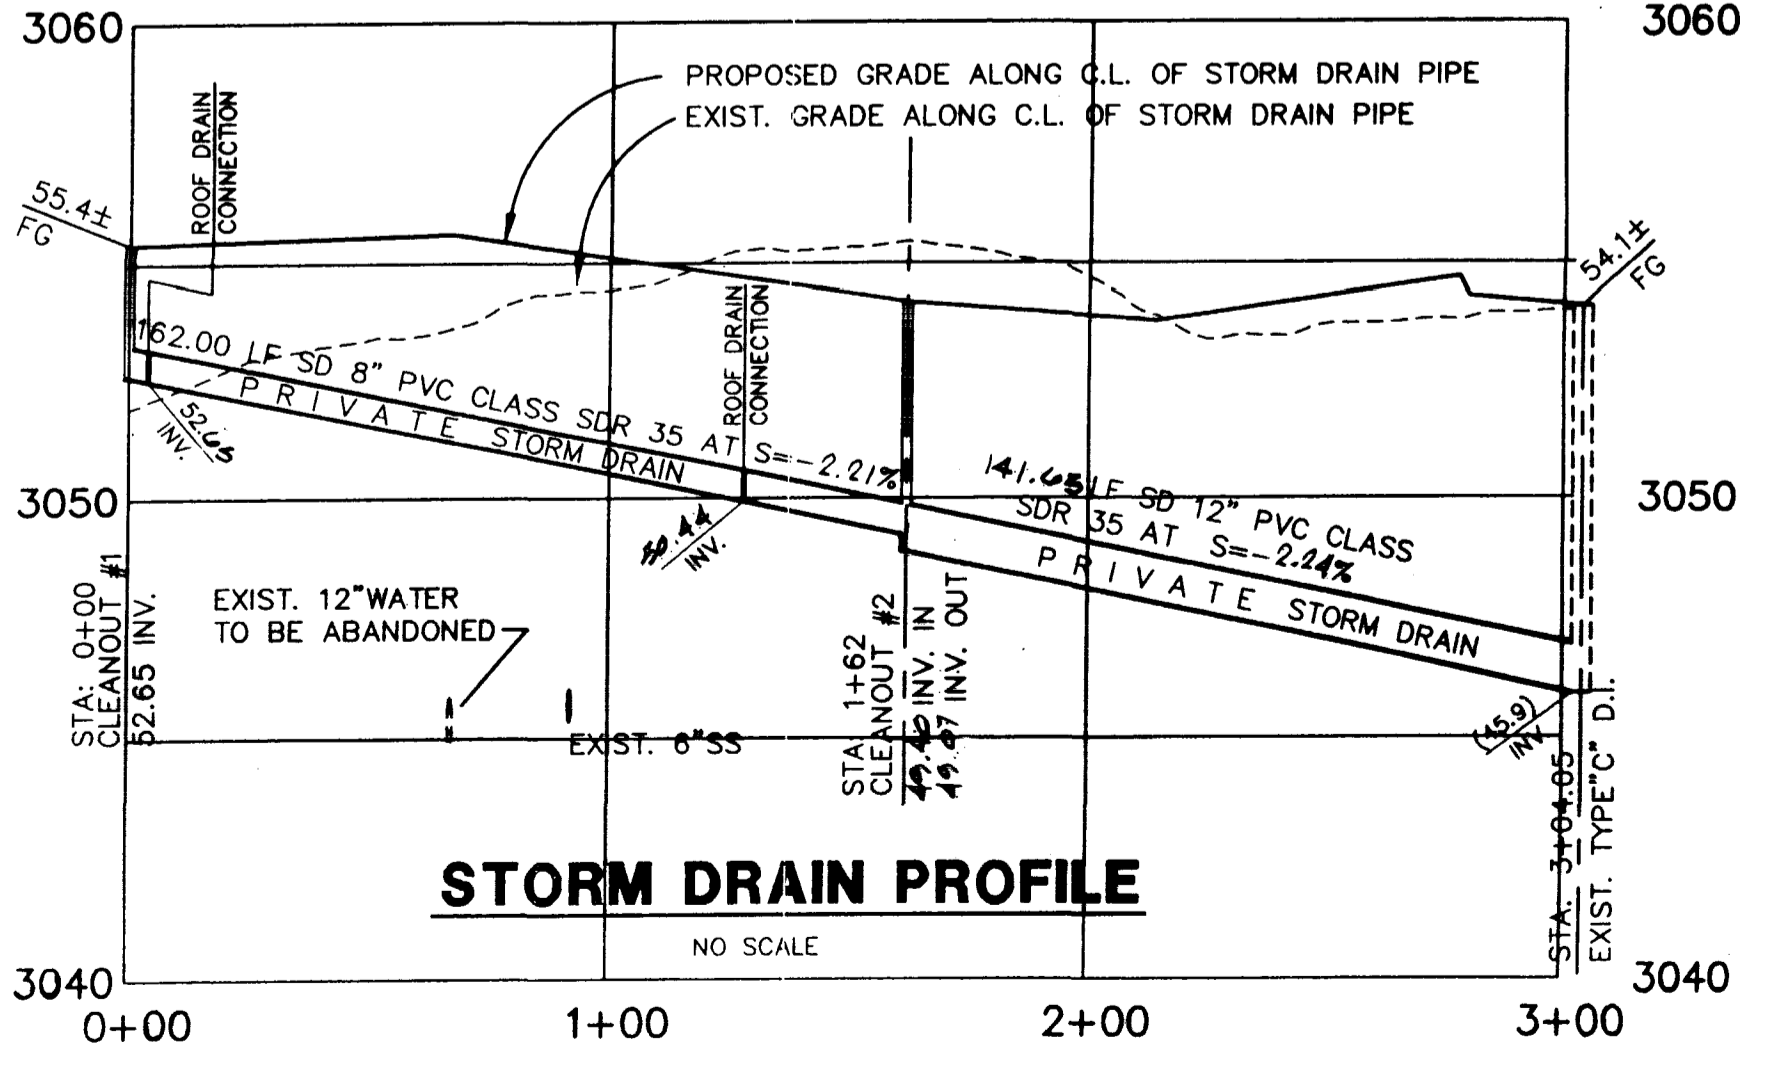 3060
3060
PROPOSED GRADE ALONG C.L. OF STORM DRAIN PIPE
EXIST. GRADE ALONG C.L. OF STORM DRAIN PIPE
ROOF DRAIN
CONNECTION
55.4±
FG
54.1±
FG
162.00 LF SD 8" PVC CLASS SDR 35 AT S=-2.21%
PRIVATE STORM DRAIN
52.65
INV.
ROOF DRAIN
CONNECTION
141.65 LF SD 12" PVC CLASS
SDR 35 AT S=-2.24%
PRIVATE STORM DRAIN
3050
3050
INV.
STA: 0+00
CLEANOUT #1
52.65 INV.
EXIST. 12"WATER
TO BE ABANDONED
EXIST. 6"SS
STA: 1+62
CLEANOUT #2
INV. IN
49.07 INV. OUT
(45.9)
INV.
STA: 3+04.05
EXIST. TYPE"C" D.I.
STORM DRAIN PROFILE
NO SCALE
3040
3040
0+00
1+00
2+00
3+00